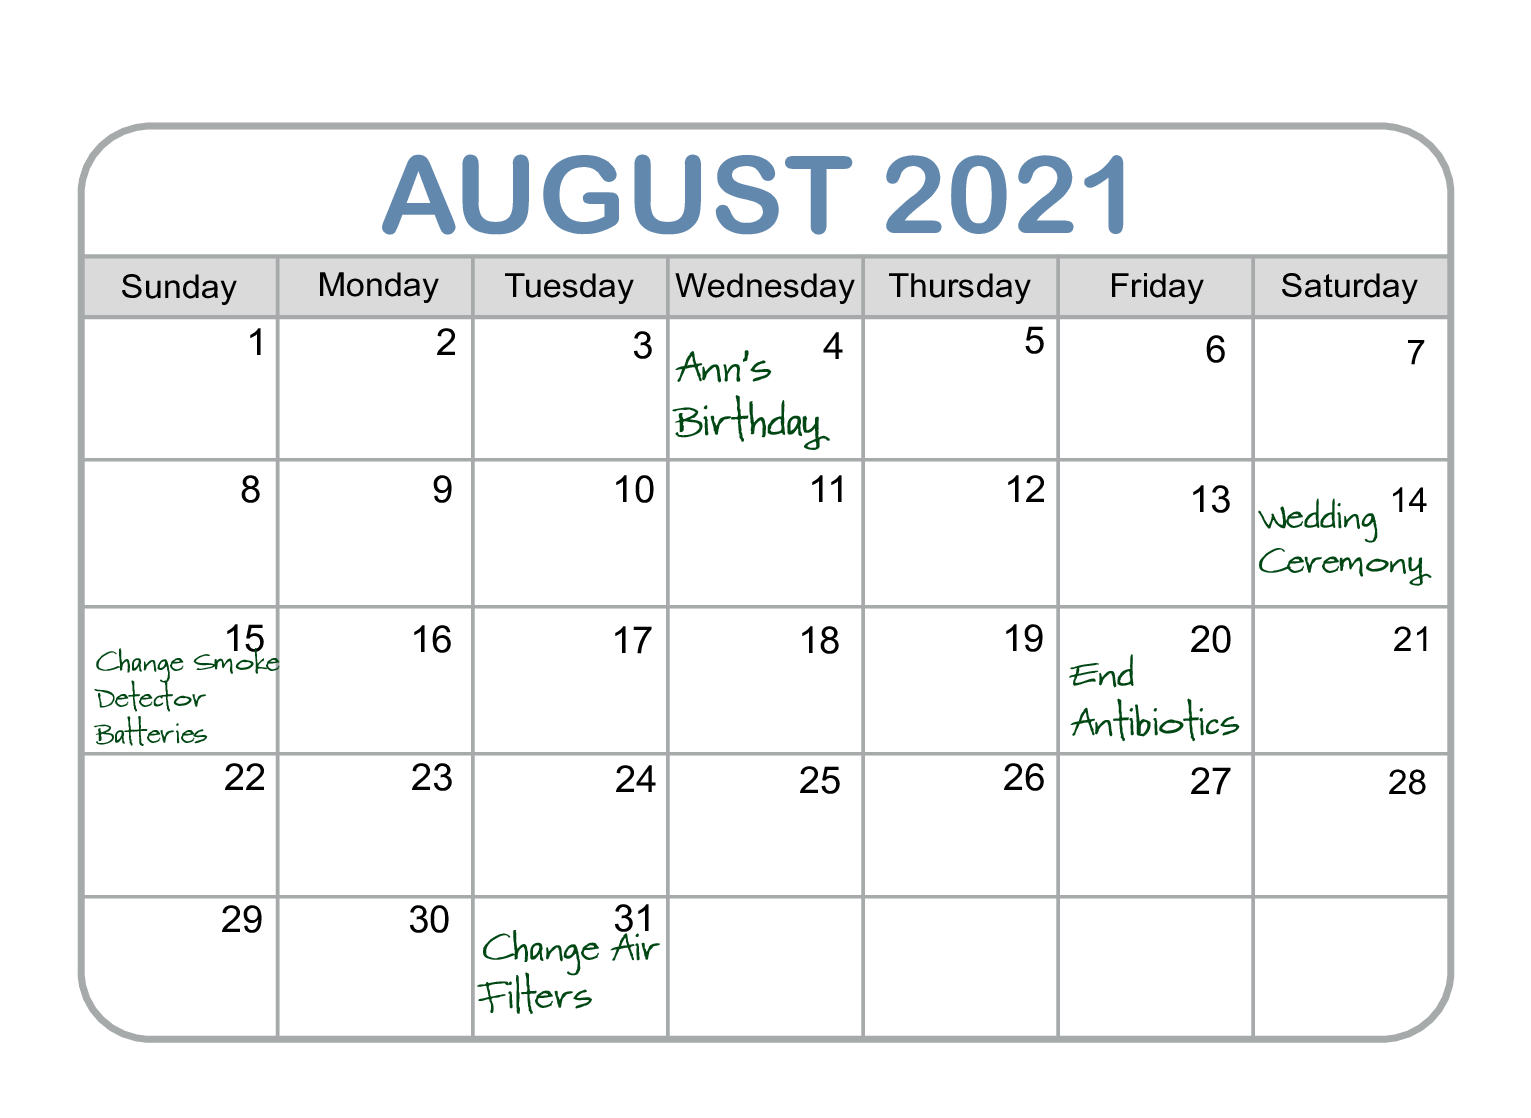 AUGUST 2021
Sunday Monday Tuesday Wednesday Thursday Friday Saturday
1 2 3 4 5 6 7
Ann's
Birthday
8 9 10 11 12 13 14
Wedding
Ceremony
15 16 17 18 19 20 21
Change Smoke
Detector
Batteries
End
Antibiotics
22 23 24 25 26 27 28
29 30 31
Change Air
Filters